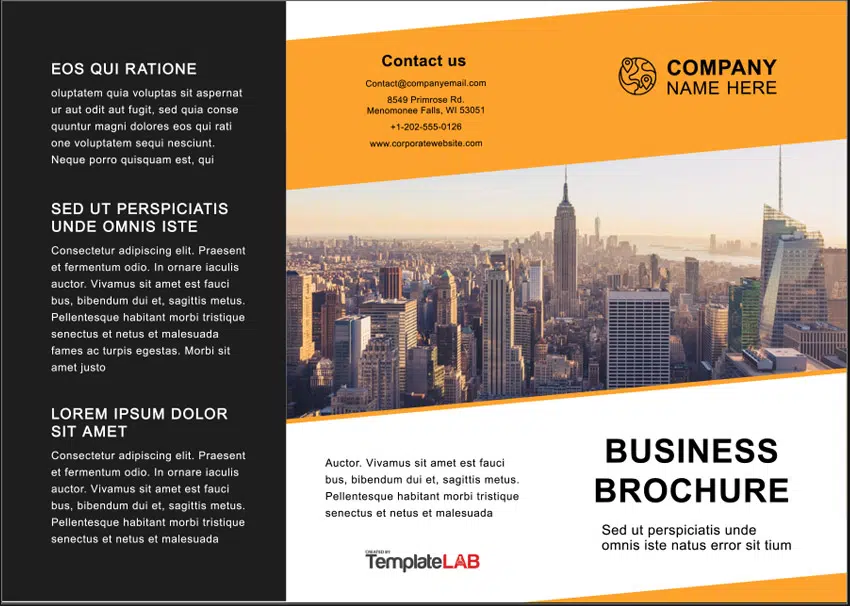 EOS QUI RATIONE
oluptatem quia voluptas sit aspernat
ur aut odit aut fugit, sed quia conse
quuntur magni dolores eos qui rati
one voluptatem sequi nesciunt.
Neque porro quisquam est, qui
SED UT PERSPICIATIS
UNDE OMNIS ISTE
Consectetur adipiscing elit. Praesent
et fermentum odio. In ornare iaculis
auctor. Vivamus sit amet est fauci
bus, bibendum dui et, sagittis metus.
Pellentesque habitant morbi tristique
senectus et netus et malesuada
fames ac turpis egestas. Morbi sit
amet justo
LOREM IPSUM DOLOR
SIT AMET
Consectetur adipiscing elit. Praesent
et fermentum odio. In ornare iaculis
auctor. Vivamus sit amet est fauci
bus, bibendum dui et, sagittis metus.
Pellentesque habitant morbi tristique
senectus et netus et malesuada
Contact us
Contact@companyemail.com
8549 Primrose Rd.
Menomonee Falls, WI 53051
+1-202-555-0126
www.corporatewebsite.com
Auctor. Vivamus sit amet est fauci
bus, bibendum dui et, sagittis metus.
Pellentesque habitant morbi tristique
senectus et netus et malesuada
CREATED BY
TemplateLAB
COMPANY
NAME HERE
BUSINESS
BROCHURE
Sed ut perspiciatis unde
omnis iste natus error sit tium